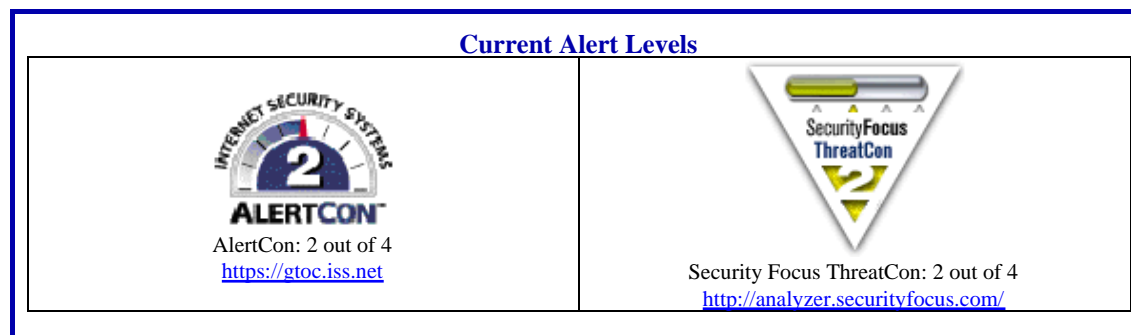 Current Alert Levels
INTERNET SECURITY SYSTEMS
2
ALERTCON™
AlertCon: 2 out of 4
https://gtoc.iss.net
SecurityFocus
ThreatCon
2
Security Focus ThreatCon: 2 out of 4
http://analyzer.securityfocus.com/